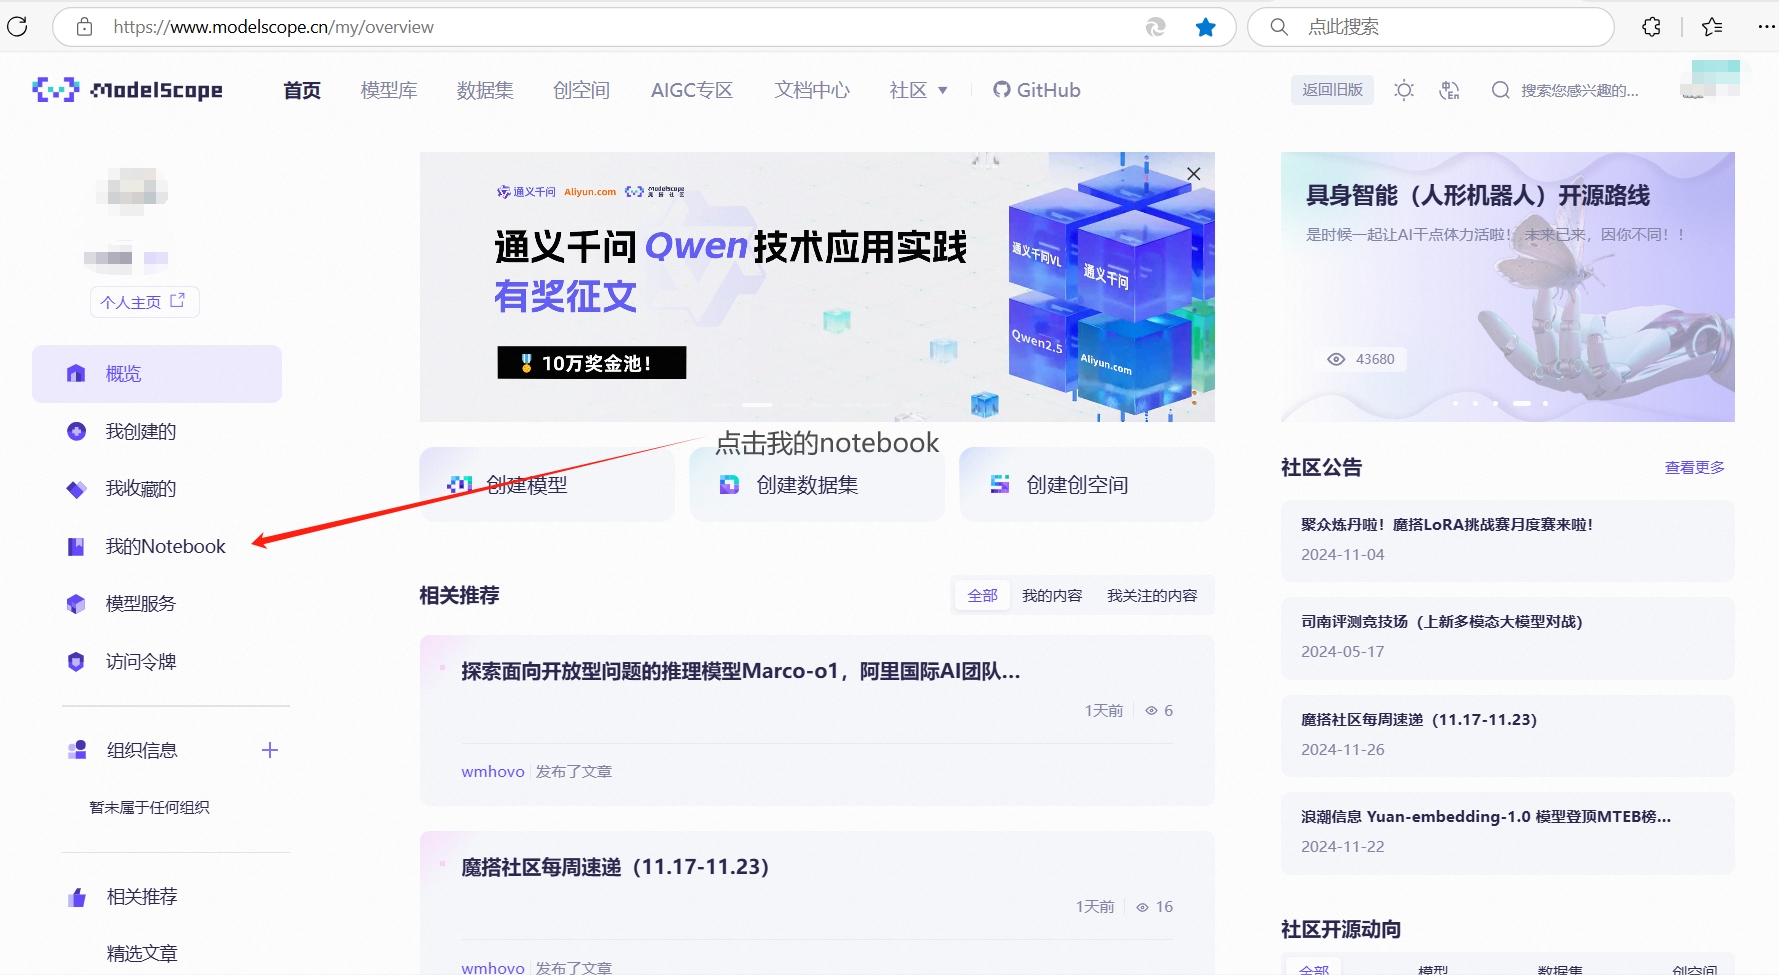 https://www.modelscope.cn/my/overview
点此搜索
ModelScope
首页
模型库
数据集
创空间
AIGC专区
文档中心
社区
GitHub
返回旧版
搜索您感兴趣的...
个人主页
概览
我创建的
我收藏的
我的Notebook
模型服务
访问令牌
组织信息
暂未属于任何组织
相关推荐
精选文章
通义千问 Aliyun.com ModelScope
通义千问 Qwen 技术应用实践
有奖征文
10万奖金池！
通义千问VL
通义千问
Qwen2.5
Aliyun.com
点击我的notebook
创建模型
创建数据集
创建创空间
相关推荐
全部
我的内容
我关注的内容
探索面向开放型问题的推理模型Marco-o1，阿里国际AI团队...
1天前
6
wmhovo 发布了文章
魔搭社区每周速递（11.17-11.23）
1天前
16
wmhovo 发布了文章
具身智能（人形机器人）开源路线
是时候一起让AI干点体力活啦！ 未来已来，因你不同！！
43680
社区公告
查看更多
聚众炼丹啦！魔搭LoRA挑战赛月度赛来啦！
2024-11-04
司南评测竞技场（上新多模态大模型对战）
2024-05-17
魔搭社区每周速递（11.17-11.23）
2024-11-26
浪潮信息 Yuan-embedding-1.0 模型登顶MTEB榜...
2024-11-22
社区开源动向
全部
模型
数据集
创空间